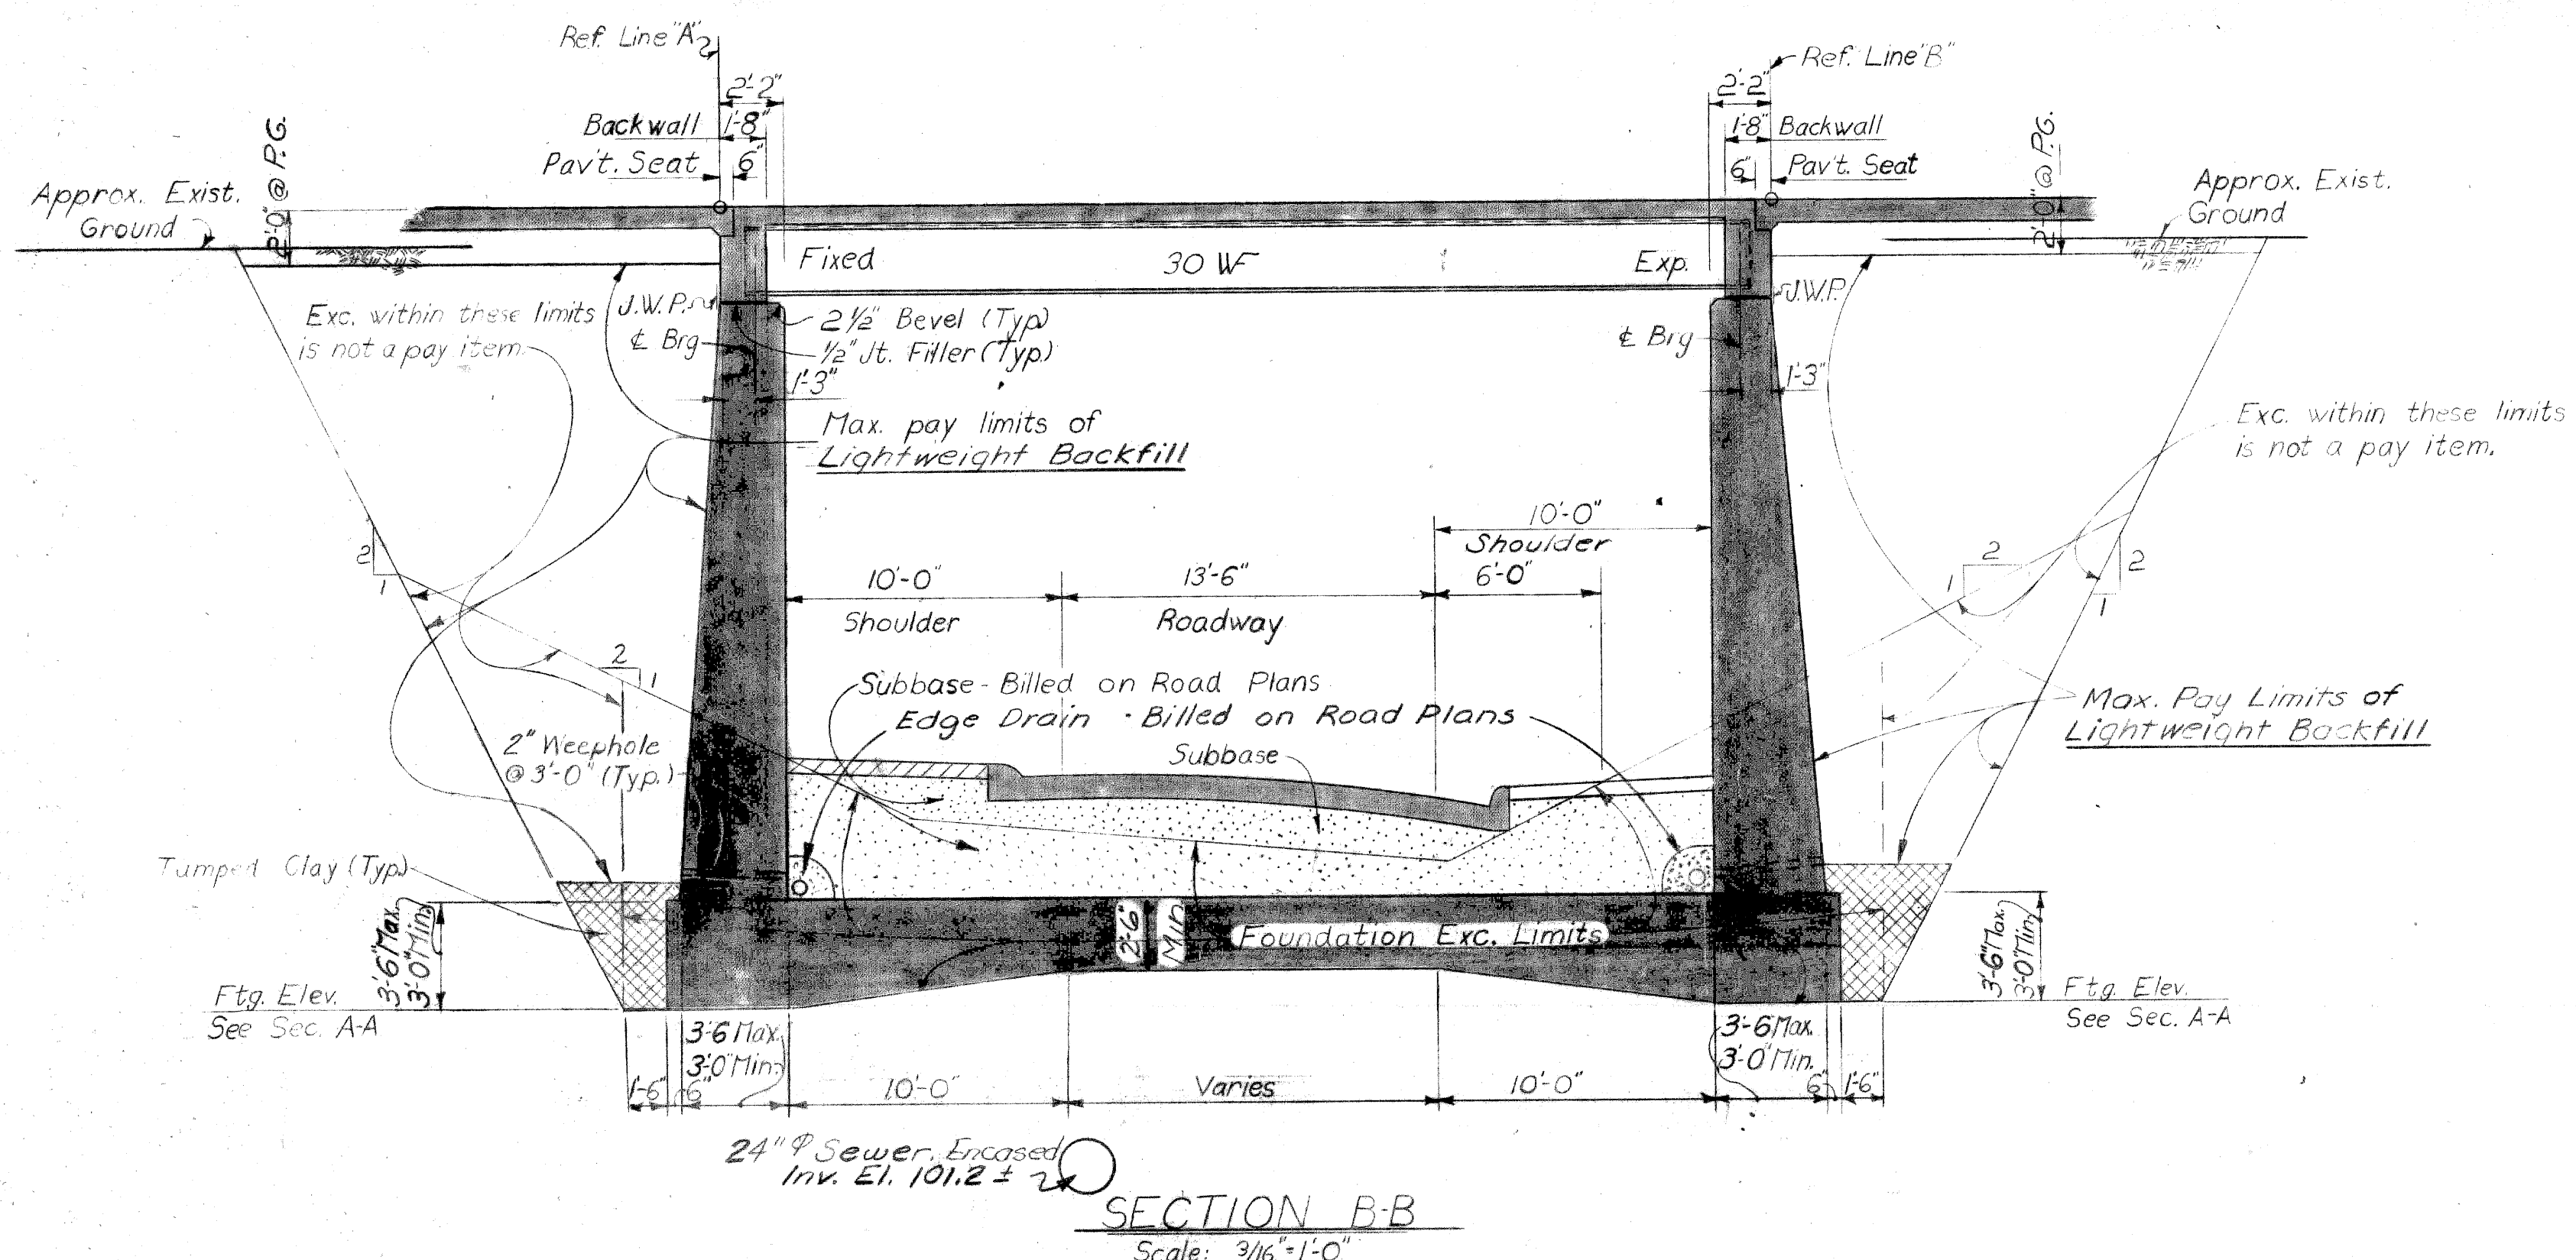 Ref. Line "A"
Ref. Line "B"
2'-2"
2'-2"
Backwall 1'-8"
1'-8" Backwall
Pav't. Seat 6"
6" Pav't. Seat
2'-0" @ P.G.
2'-0" @ P.G.
Approx. Exist.
Ground
Approx. Exist.
Ground
Fixed 30 WF Exp.
Exc. within these limits
is not a pay item.
J.W.P.
J.W.P.
℄ Brg
℄ Brg
2 1/2" Bevel (Typ)
1/2" Jt. Filler (Typ.)
1'-3"
1'-3"
Max. pay limits of
Lightweight Backfill
Exc. within these limits
is not a pay item.
10'-0"
Shoulder
2
1
2
1
2
1
10'-0"
13'-6"
6'-0"
Shoulder
Roadway
2
1
Subbase - Billed on Road Plans
Edge Drain - Billed on Road Plans
Max. Pay Limits of
Lightweight Backfill
2" Weephole
@ 3'-0" (Typ.)
Subbase
Tamped Clay (Typ.)
3'-6" Max.
3'-0" Min.
2'-6"
Min
Foundation Exc. Limits
3'-6" Max.
3'-0" Min.
Ftg. Elev.
See Sec. A-A
Ftg. Elev.
See Sec. A-A
3'-6 Max.
3'-0" Min.
3'-6 Max.
3'-0" Min.
1'-6" 6" 10'-0" Varies 10'-0" 6" 1'-6"
24" Φ Sewer, Encased
Inv. El. 101.2 ±
SECTION B-B
Scale: 3/16" = 1'-0"